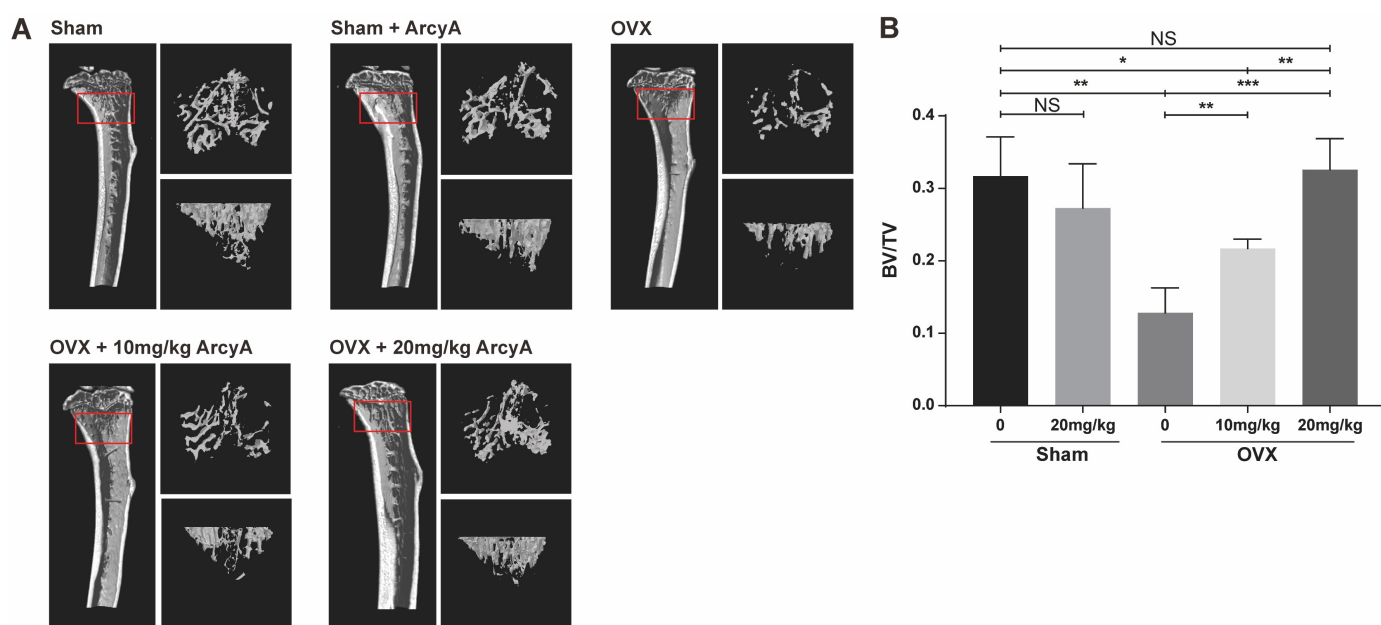 A
Sham
Sham + ArcyA
OVX
OVX + 10mg/kg ArcyA
OVX + 20mg/kg ArcyA
B
NS
* **
** ***
NS **
BV/TV
0.4
0.3
0.2
0.1
0.0
0 20mg/kg 0 10mg/kg 20mg/kg
Sham OVX